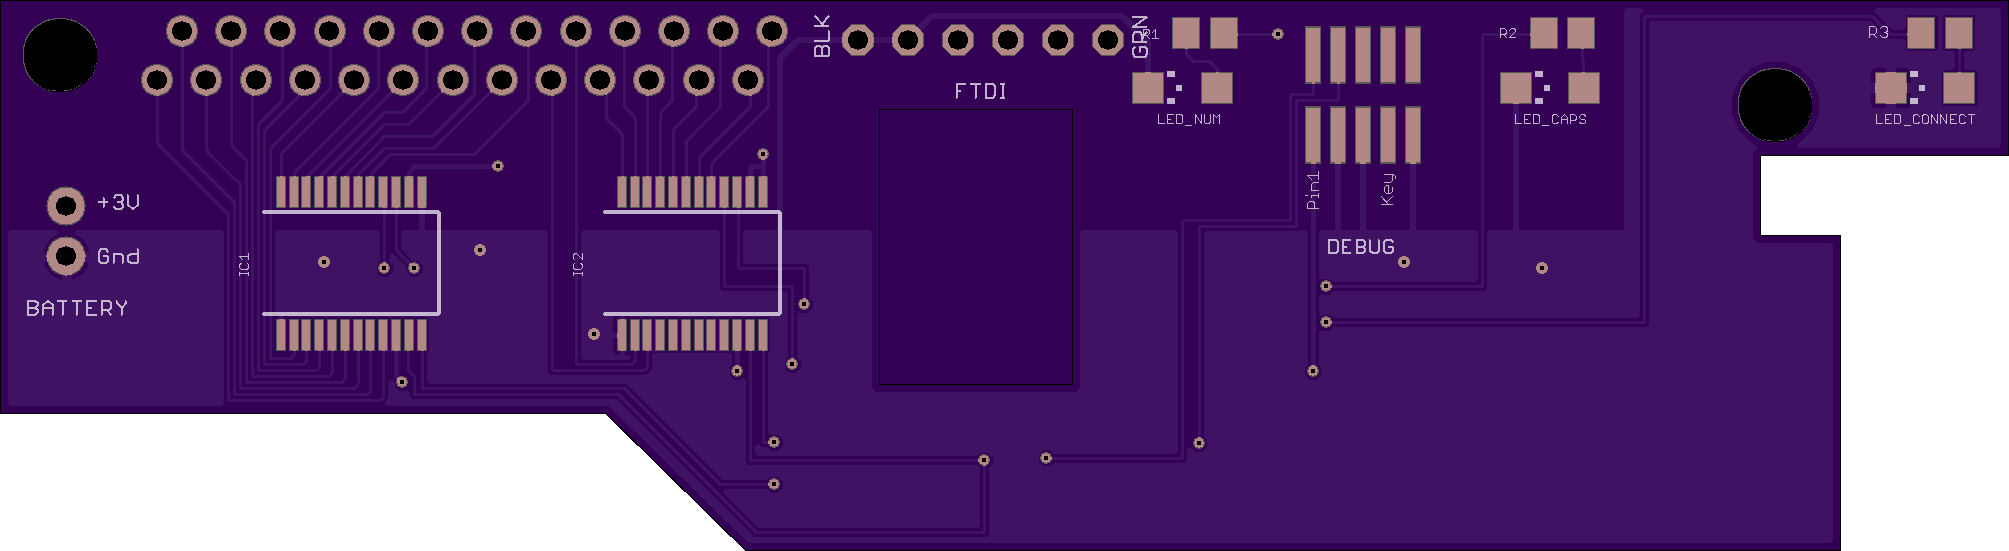 BLK
GRN
R1
R2
R3
FTDI
LED_NUM
LED_CAPS
LED_CONNECT
Pin1
Key
+3V
Gnd
IC1
IC2
DEBUG
BATTERY